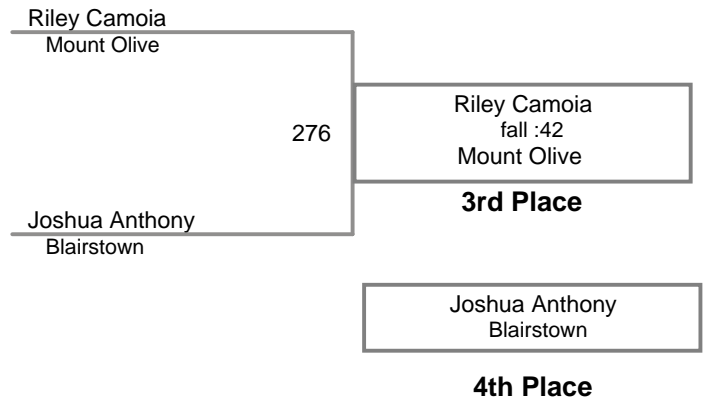 Riley Camoia
Mount Olive
276
Riley Camoia
fall :42
Mount Olive
3rd Place
Joshua Anthony
Blairstown
Joshua Anthony
Blairstown
4th Place